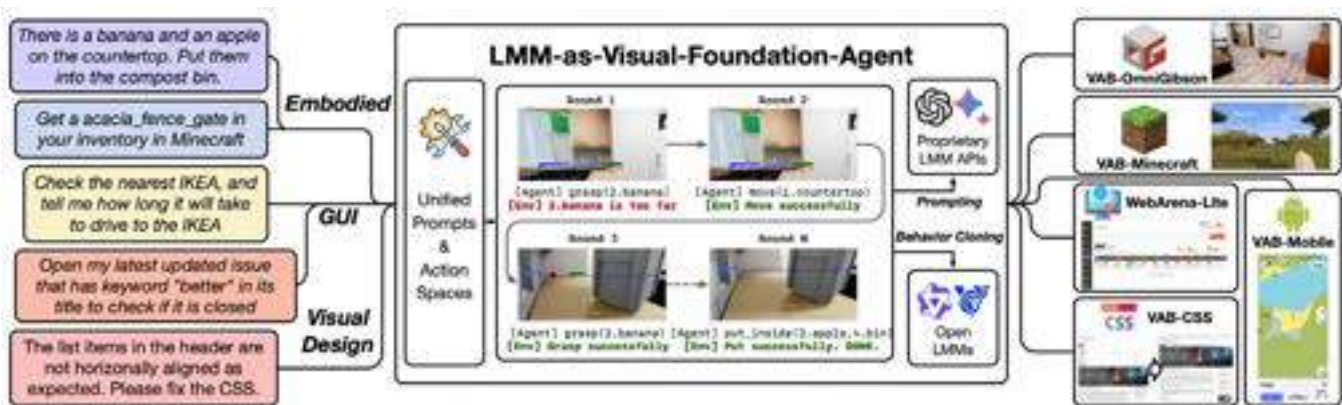 There is a banana and an apple
on the countertop. Put them
into the compost bin.
Get a acacia_fence_gate in
your inventory in Minecraft
Check the nearest IKEA, and
tell me how long it will take
to drive to the IKEA
Open my latest updated issue
that has keyword "better" in its
title to check if it is closed
The list items in the header are
not horizonally aligned as
expected. Please fix the CSS.
Embodied
GUI
Visual
Design
LMM-as-Visual-Foundation-Agent
Unified
Prompts
&
Action
Spaces
Round 1
[Agent] grasp(2.banana)
[Env] 2.Banana is too far
Round 2
[Agent] move(1.countertop)
[Env] Move successfully
Round 3
[Agent] grasp(2.banana)
[Env] Grasp successfully
Round N
[Agent] put_inside(3.apple,4.bin)
[Env] Put successfully. DONE.
Proprietary
LMM APIs
Prompting
Behavior Cloning
Open
LMMs
VAB-OmniGibson
VAB-Minecraft
WebArena-Lite
VAB-Mobile
CSS
VAB-CSS